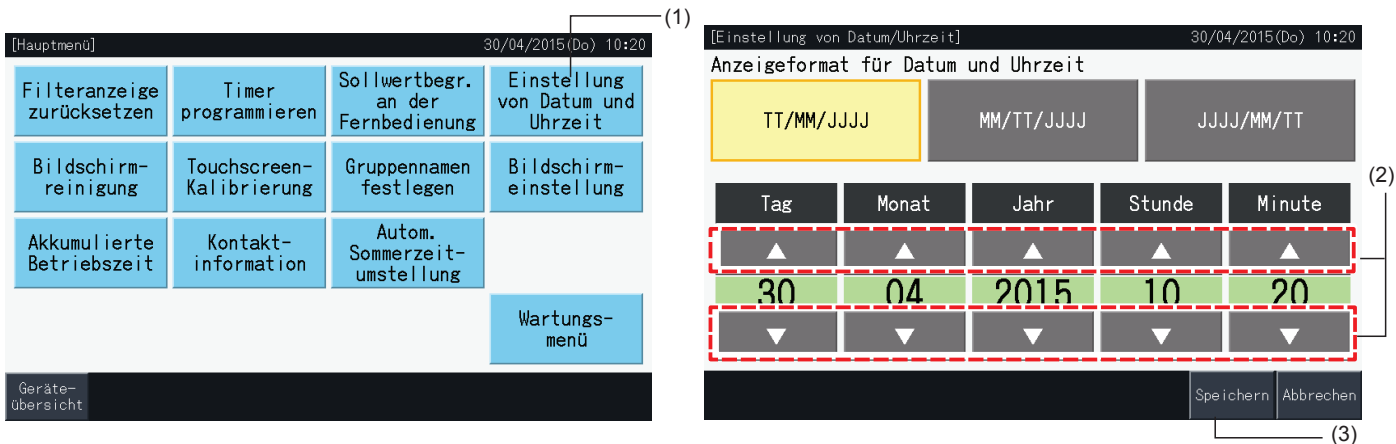 (1)
[Hauptmenü] 30/04/2015(Do) 10:20
Filteranzeige
zurücksetzen
Timer
programmieren
Sollwertbegr.
an der
Fernbedienung
Einstellung
von Datum und
Uhrzeit
Bildschirm-
reinigung
Touchscreen-
Kalibrierung
Gruppennamen
festlegen
Bildschirm-
einstellung
Akkumulierte
Betriebszeit
Kontakt-
information
Autom.
Sommerzeit-
umstellung
Wartungs-
menü
Geräte-
übersicht
[Einstellung von Datum/Uhrzeit] 30/04/2015(Do) 10:20
Anzeigeformat für Datum und Uhrzeit
TT/MM/JJJJ MM/TT/JJJJ JJJJ/MM/TT
(2)
Tag Monat Jahr Stunde Minute
▲ ▲ ▲ ▲ ▲
30 04 2015 10 20
▼ ▼ ▼ ▼ ▼
Speichern Abbrechen
(3)